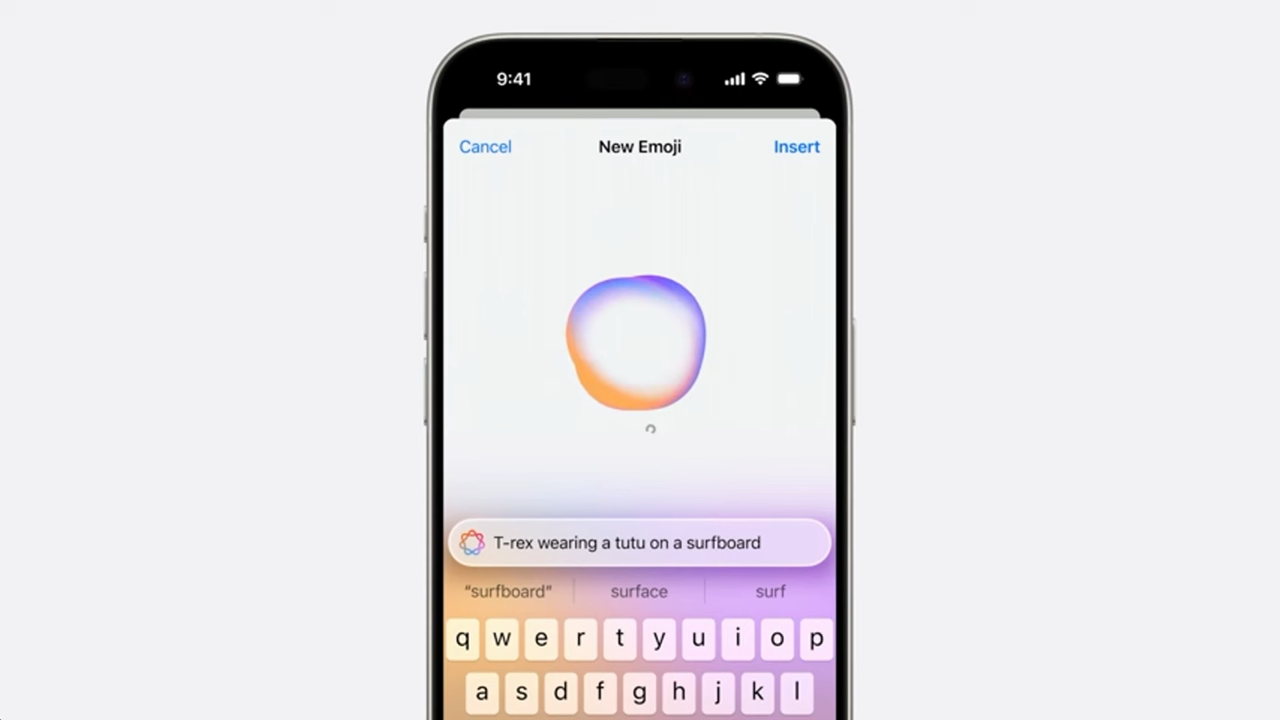 9:41
Cancel New Emoji Insert
T-rex wearing a tutu on a surfboard
“surfboard” surface surf
q w e r t y u i o p
a s d f g h j k l